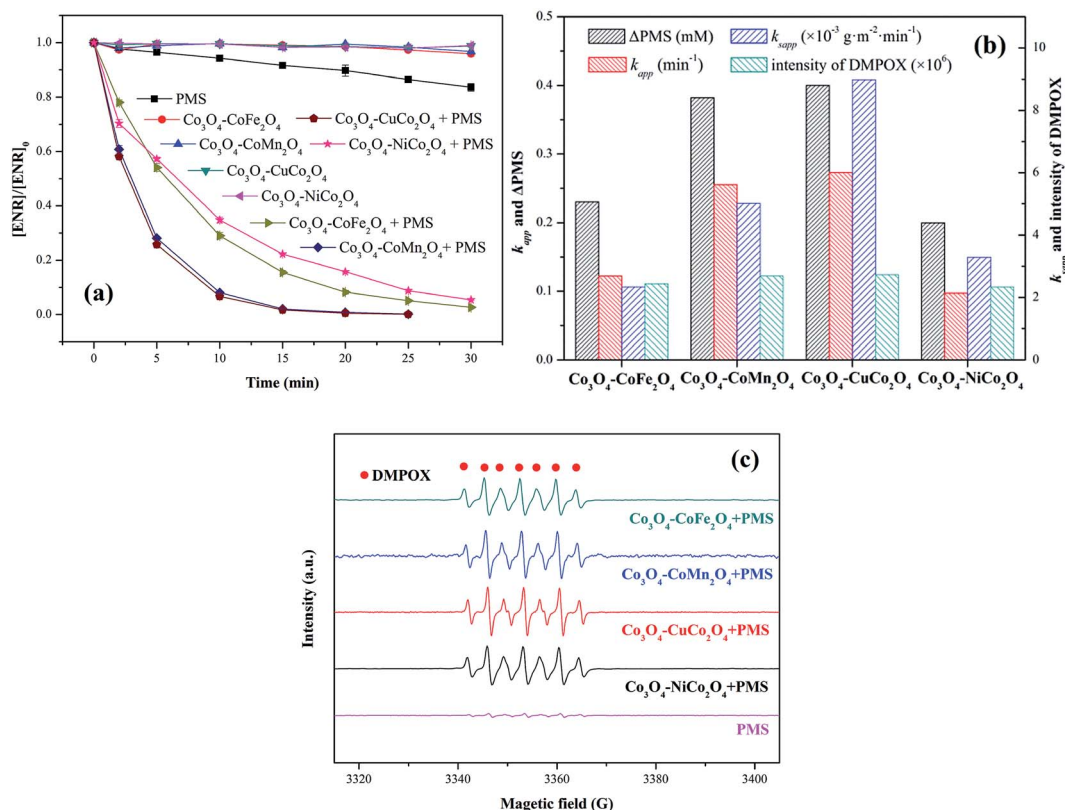 [ENR]/[ENR]₀
1.0
0.8
0.6
0.4
0.2
0.0
PMS
Co₃O₄-CoFe₂O₄
Co₃O₄-CoMn₂O₄
Co₃O₄-CuCo₂O₄
Co₃O₄-NiCo₂O₄
Co₃O₄-CoFe₂O₄ + PMS
Co₃O₄-CoMn₂O₄ + PMS
Co₃O₄-CuCo₂O₄ + PMS
Co₃O₄-NiCo₂O₄ + PMS
(a)
0 5 10 15 20 25 30
Time (min)
k_app and ΔPMS
0.5
0.4
0.3
0.2
0.1
0.0
ΔPMS (mM)
k_app (min⁻¹)
k_sapp (×10⁻³ g·m⁻²·min⁻¹)
intensity of DMPOX (×10⁶)
(b)
10
8
6
4
2
0
k_sapp and intensity of DMPOX
Co₃O₄-CoFe₂O₄ Co₃O₄-CoMn₂O₄ Co₃O₄-CuCo₂O₄ Co₃O₄-NiCo₂O₄
Intensity (a.u.)
DMPOX
(c)
Co₃O₄-CoFe₂O₄+PMS
Co₃O₄-CoMn₂O₄+PMS
Co₃O₄-CuCo₂O₄+PMS
Co₃O₄-NiCo₂O₄+PMS
PMS
3320 3340 3360 3380 3400
Magetic field (G)